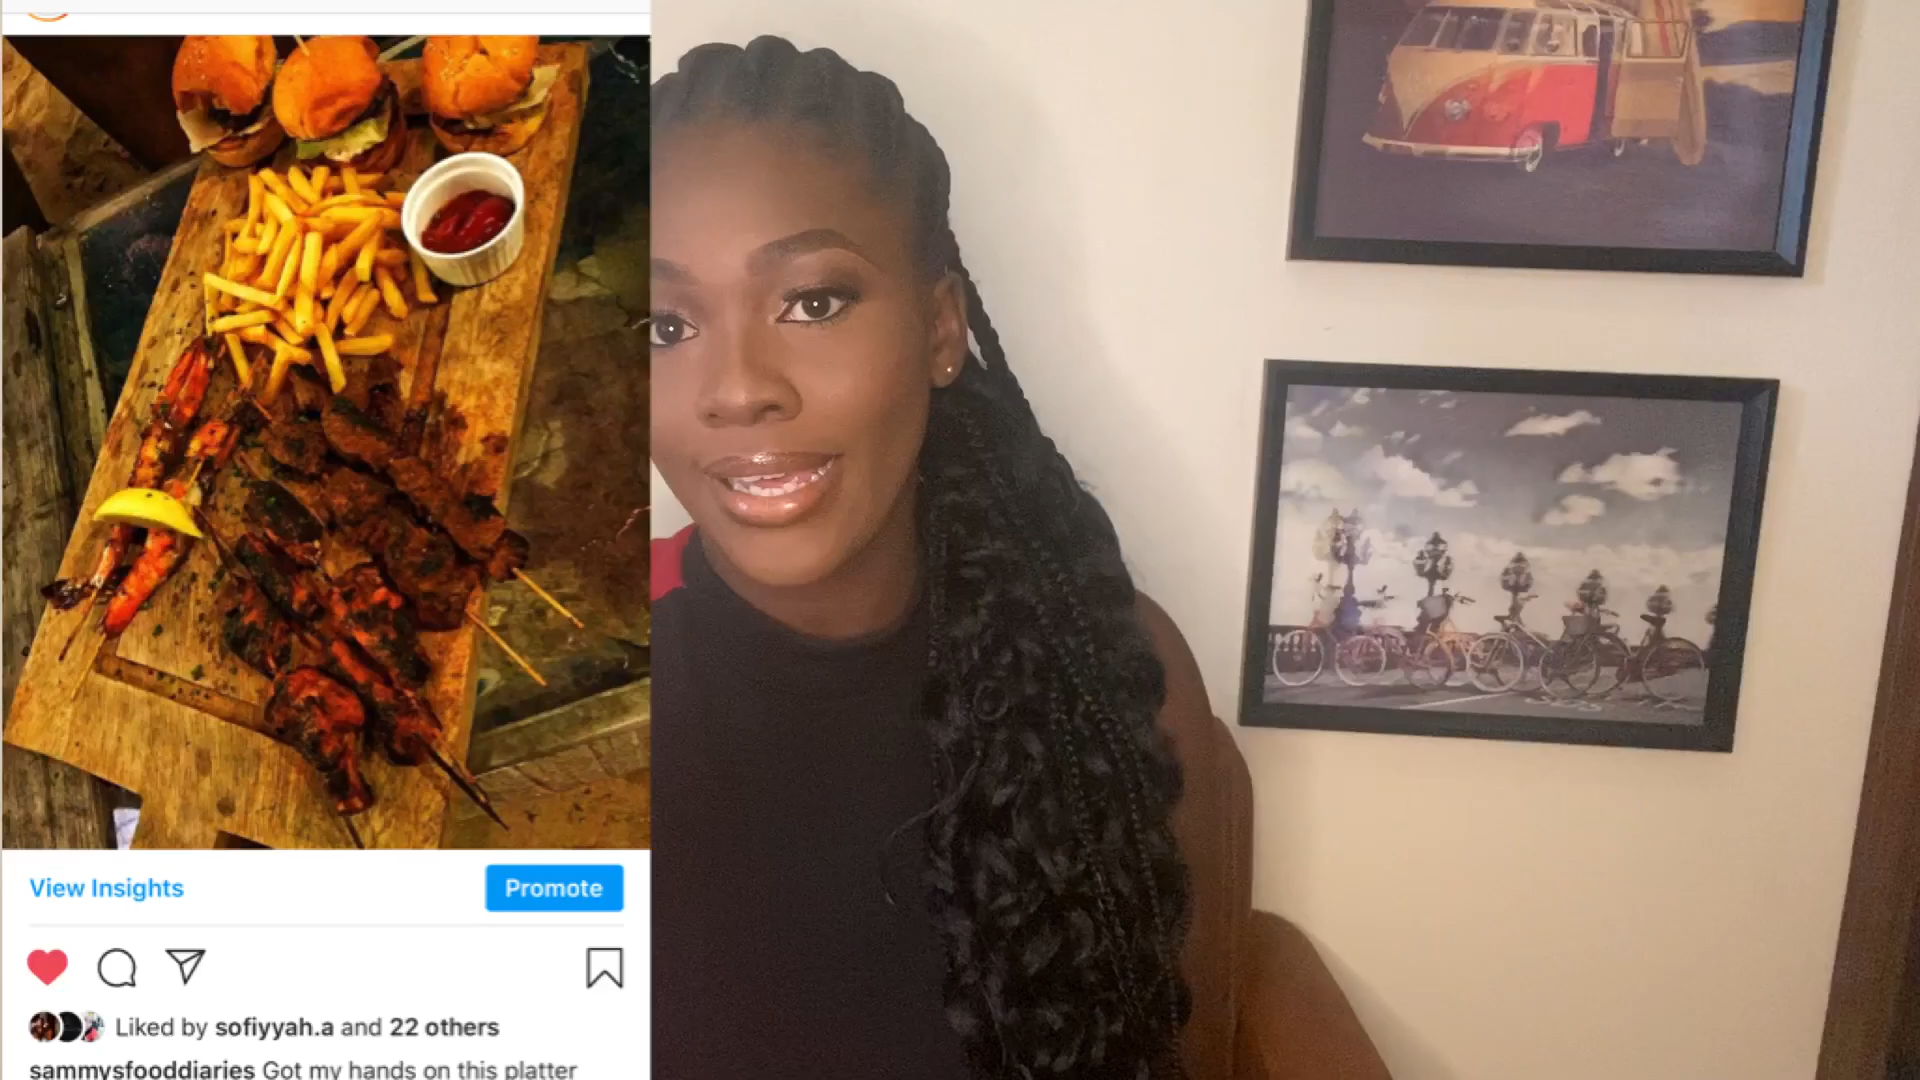 View Insights
Promote
Liked by sofiyyah.a and 22 others
sammysfooddiaries Got my hands on this platter